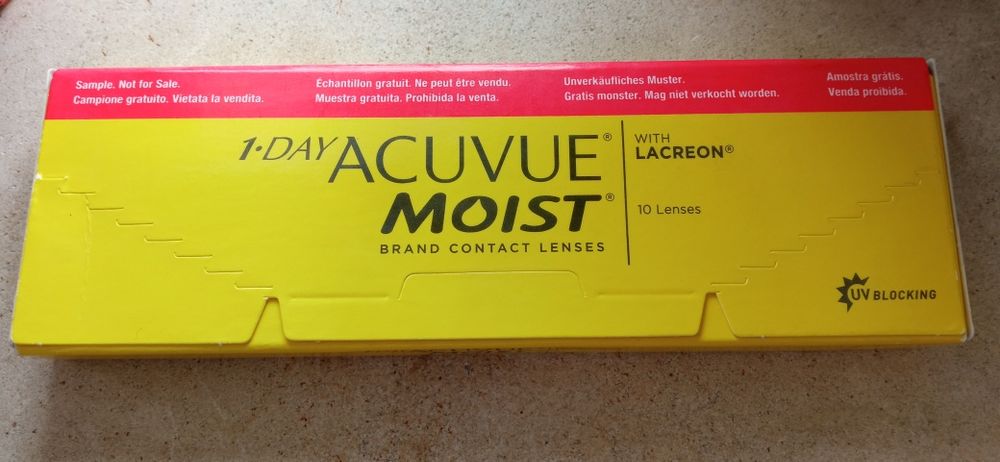 Sample. Not for Sale.
Campione gratuito. Vietata la vendita.
Échantillon gratuit. Ne peut être vendu.
Muestra gratuita. Prohibida la venta.
Unverkäufliches Muster.
Gratis monster. Mag niet verkocht worden.
Amostra grátis.
Venda proibida.
1·DAY ACUVUE®
MOIST®
BRAND CONTACT LENSES
WITH
LACREON®
10 Lenses
UV BLOCKING